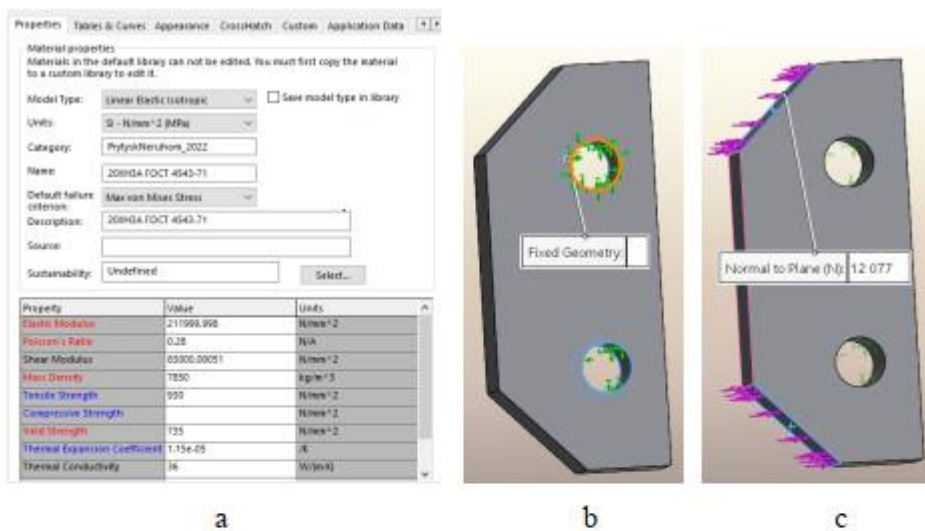 Properties Tables & Curves Appearance CrossHatch Custom Application Data
Material properties
Materials in the default library can not be edited. You must first copy the material
to a custom library to edit it.
Model Type: Linear Elastic Isotropic Save model type in library
Units: SI - N/mm^2 (MPa)
Category: PrytyskNeruhom_2022
Name: 20ХН3А ГОСТ 4543-71
Default failure criterion: Max von Mises Stress
Description: 20ХН3А ГОСТ 4543-71
Source:
Sustainability: Undefined Select...
Property Value Units
Elastic Modulus 211999.998 N/mm^2
Poisson's Ratio 0.28 N/A
Shear Modulus 83000.00051 N/mm^2
Mass Density 7850 kg/m^3
Tensile Strength 930 N/mm^2
Compressive Strength N/mm^2
Yield Strength 735 N/mm^2
Thermal Expansion Coefficient 1.15e-05 /K
Thermal Conductivity 36 W/(m·K)
Fixed Geometry:
Normal to Plane (N): 12 077
a b c